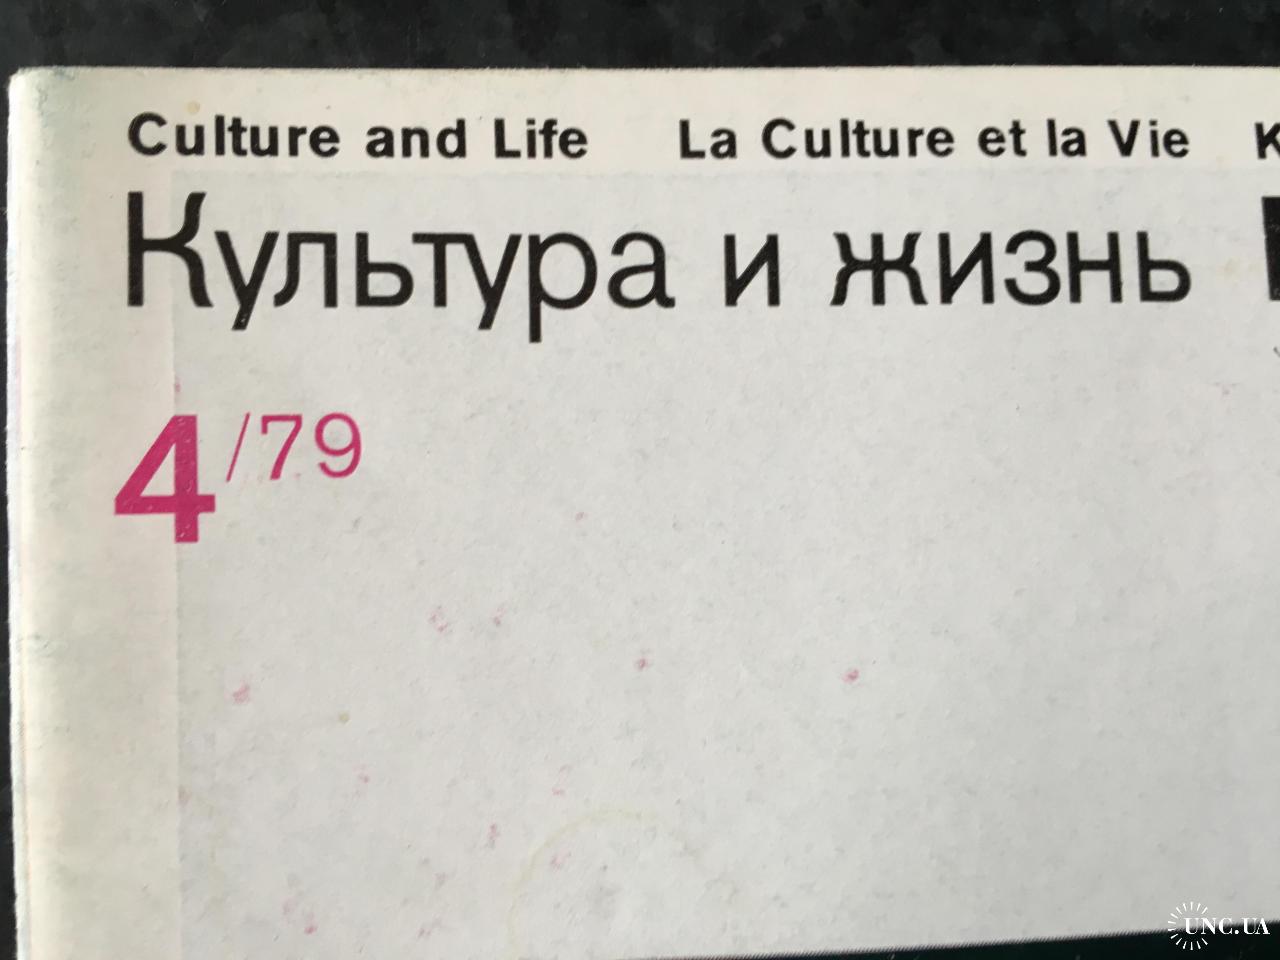 Culture and Life La Culture et la Vie
Культура и жизнь
4/79
UNC.UA